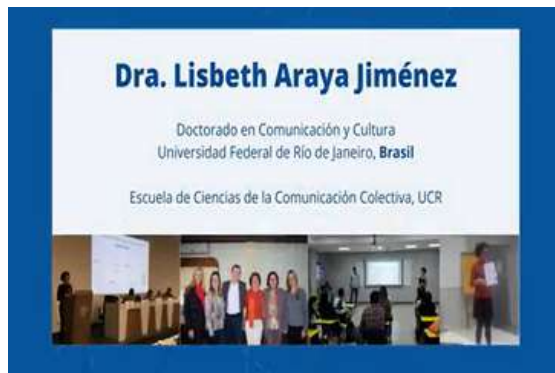 Dra. Lisbeth Araya Jiménez
Doctorado en Comunicación y Cultura
Universidad Federal de Río de Janeiro, Brasil
Escuela de Ciencias de la Comunicación Colectiva, UCR